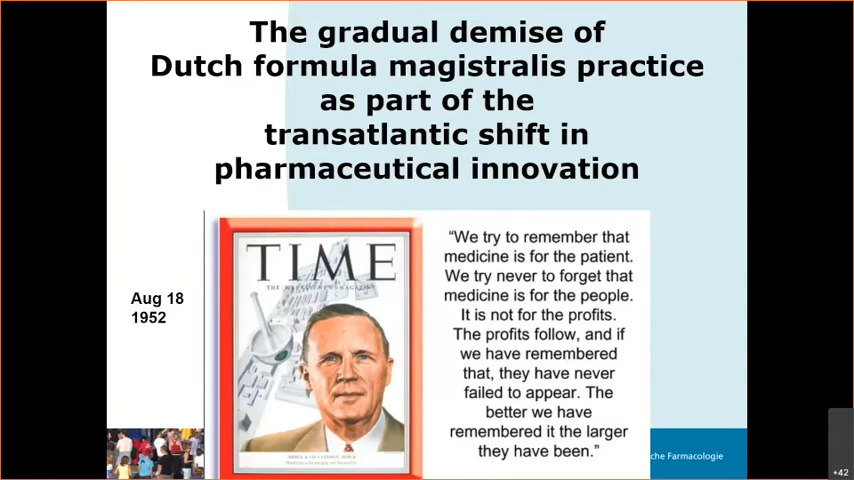 The gradual demise of
Dutch formula magistralis practice
as part of the
transatlantic shift in
pharmaceutical innovation
Aug 18
1952
TIME
THE WEEKLY NEWSMAGAZINE
“We try to remember that
medicine is for the patient.
We try never to forget that
medicine is for the people.
It is not for the profits.
The profits follow, and if
we have remembered
that, they have never
failed to appear. The
better we have
remembered it the larger
they have been.”
che Farmacologie
+42